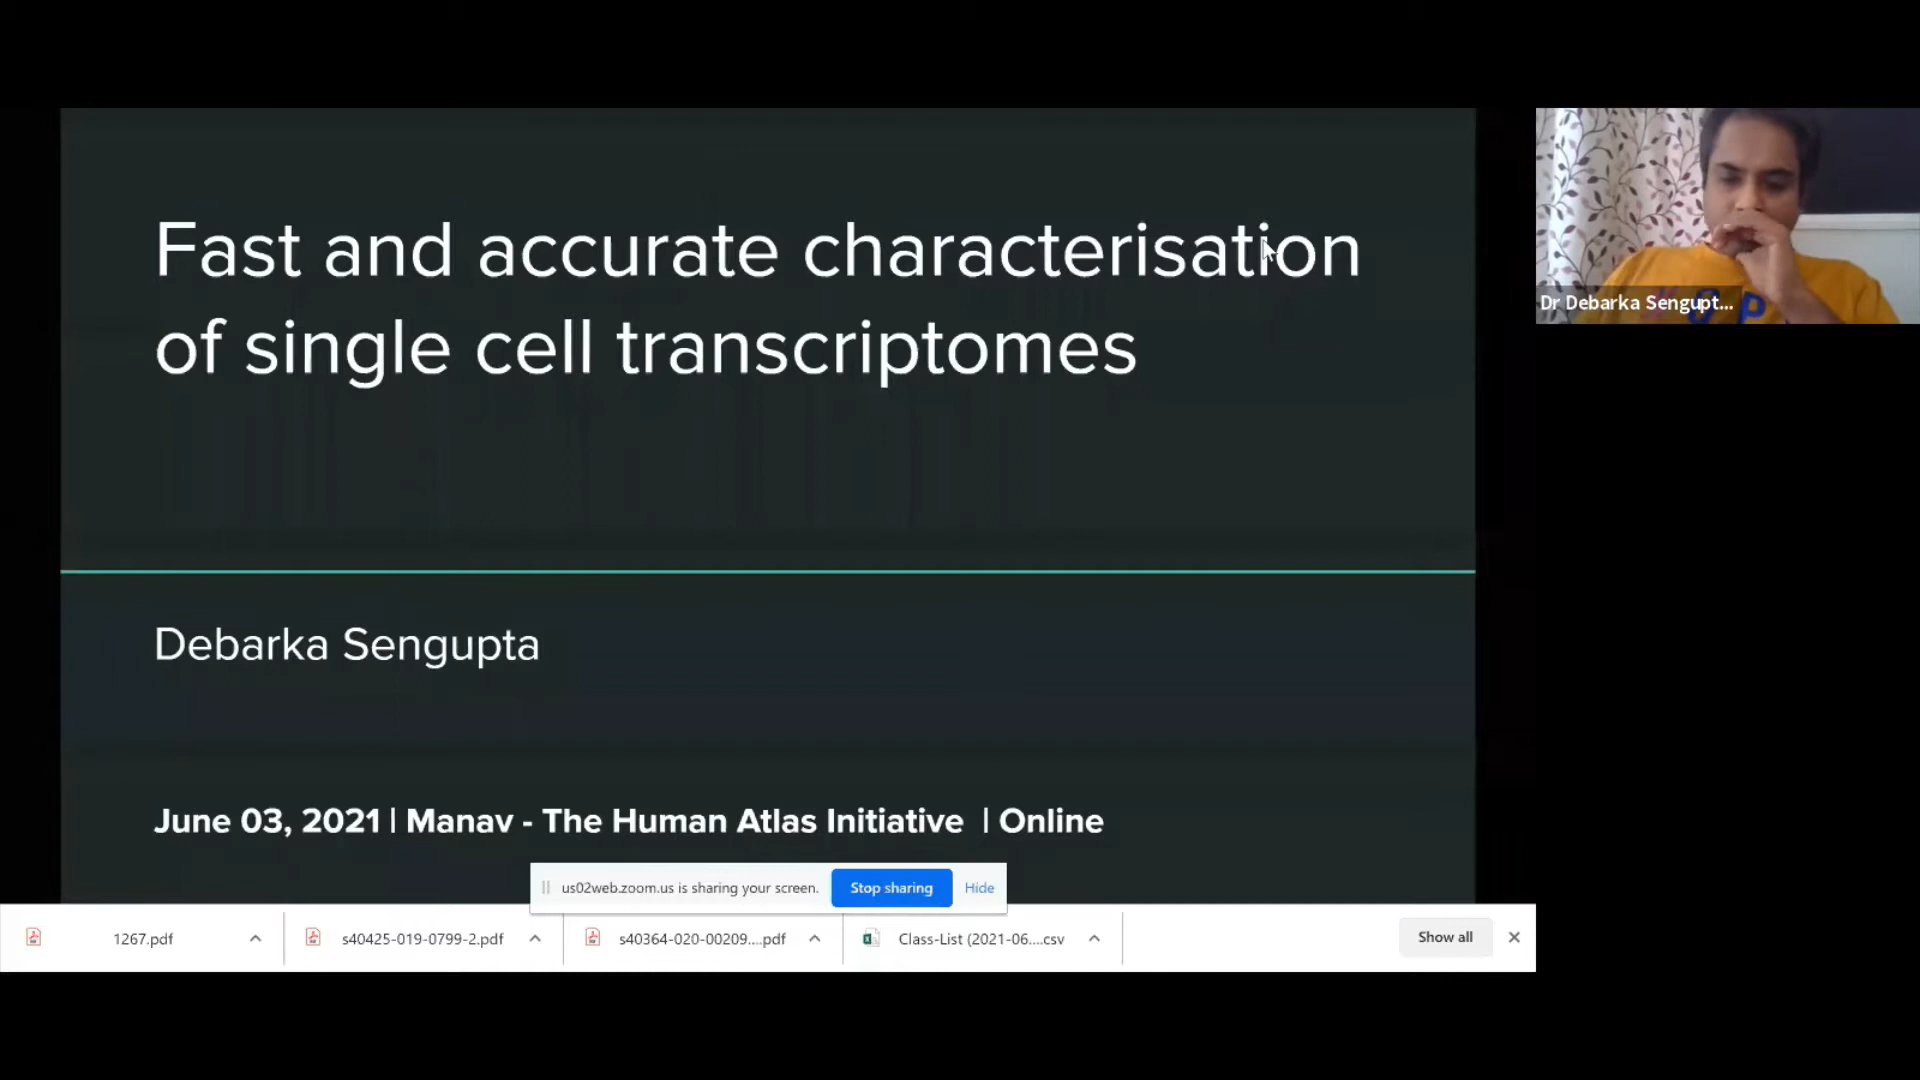 Fast and accurate characterisation
of single cell transcriptomes
Dr Debarka Sengupt...
Debarka Sengupta
June 03, 2021 | Manav - The Human Atlas Initiative | Online
us02web.zoom.us is sharing your screen. Stop sharing Hide
1267.pdf s40425-019-0799-2.pdf s40364-020-00209....pdf Class-List (2021-06....csv Show all